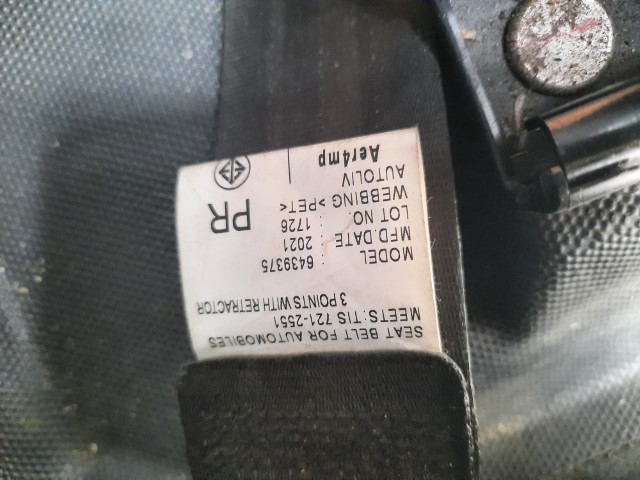 SEAT BELT FOR AUTOMOBILES
MEETS: TIS 721-2551
3 POINTS WITH RETRACTOR
MODEL : 6439375
MFD.DATE : 2021
LOT NO. : 1726
WEBBING >PET<
AUTOLIV
PR
Aer4mp